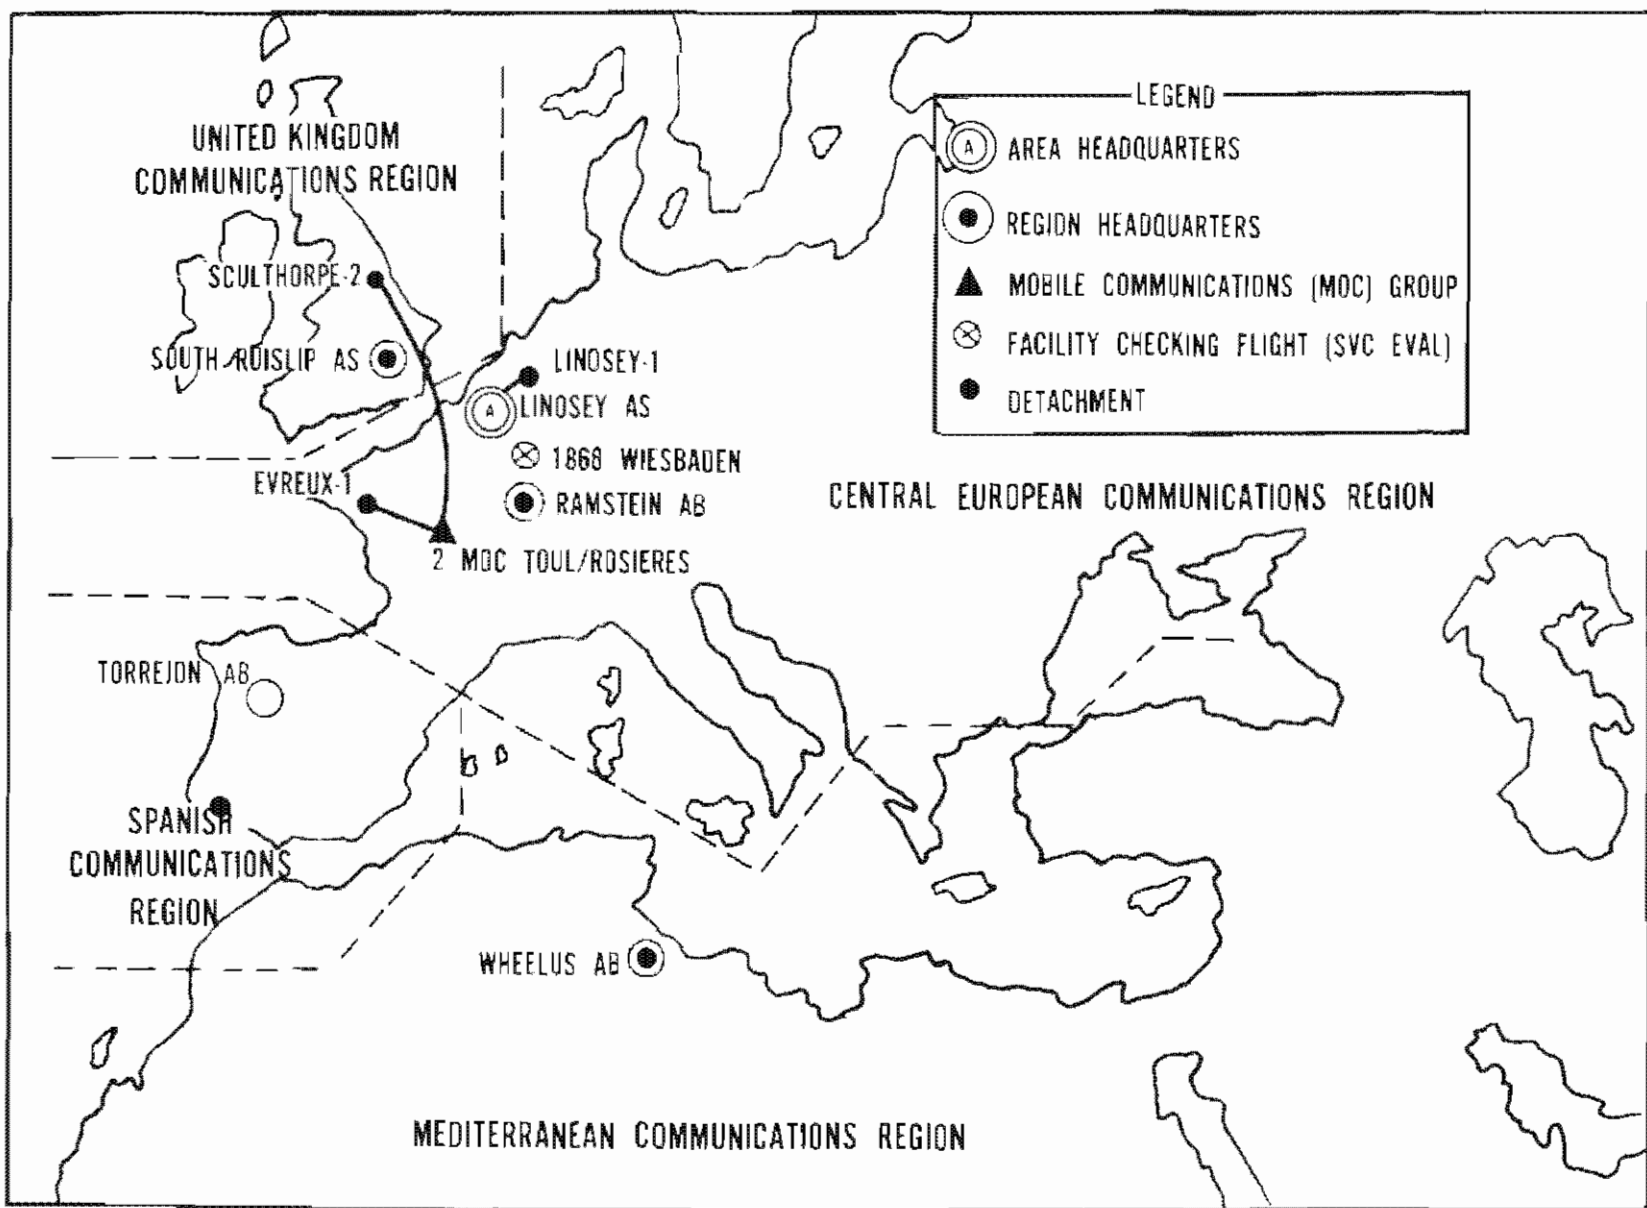 UNITED KINGDOM
COMMUNICATIONS REGION
SCULTHORPE-2
SOUTH RUISLIP AS
LINDSEY-1
A
LINDSEY AS
1868 WIESBADEN
EVREUX-1
RAMSTEIN AB
2 MOC TOUL/ROSIERES
LEGEND
A AREA HEADQUARTERS
REGION HEADQUARTERS
MOBILE COMMUNICATIONS (MOC) GROUP
FACILITY CHECKING FLIGHT (SVC EVAL)
DETACHMENT
CENTRAL EUROPEAN COMMUNICATIONS REGION
TORREJON AB
SPANISH
COMMUNICATIONS
REGION
WHEELUS AB
MEDITERRANEAN COMMUNICATIONS REGION